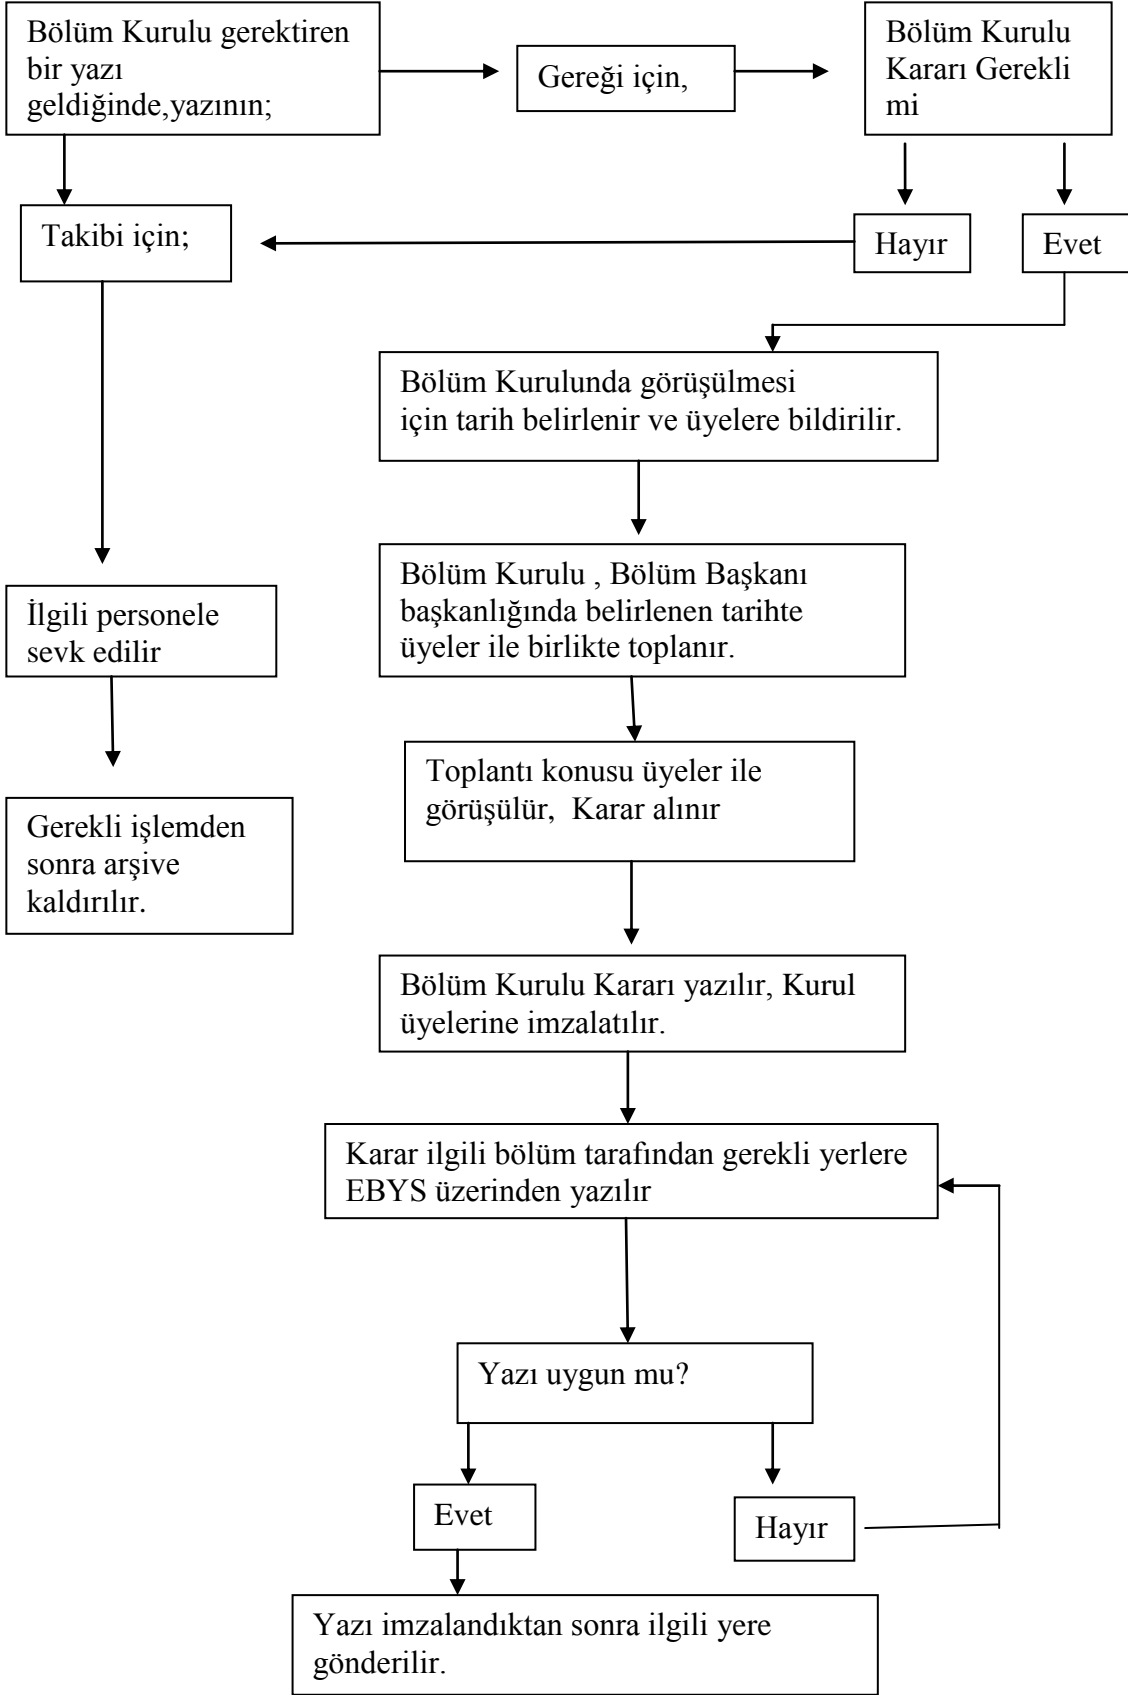 Bölüm Kurulu gerektiren
bir yazı
geldiğinde,yazının;
Gereği için,
Bölüm Kurulu
Kararı Gerekli
mi
Takibi için;
Hayır
Evet
Bölüm Kurulunda görüşülmesi
için tarih belirlenir ve üyelere bildirilir.
Bölüm Kurulu , Bölüm Başkanı
başkanlığında belirlenen tarihte
üyeler ile birlikte toplanır.
İlgili personele
sevk edilir
Toplantı konusu üyeler ile
görüşülür, Karar alınır
Gerekli işlemden
sonra arşive
kaldırılır.
Bölüm Kurulu Kararı yazılır, Kurul
üyelerine imzalatılır.
Karar ilgili bölüm tarafından gerekli yerlere
EBYS üzerinden yazılır
Yazı uygun mu?
Evet
Hayır
Yazı imzalandıktan sonra ilgili yere
gönderilir.